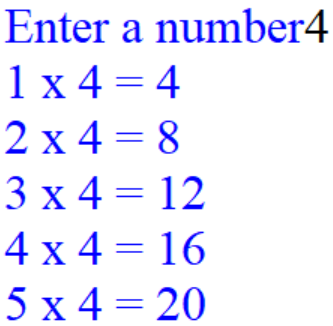 Enter a number4
1 x 4 = 4
2 x 4 = 8
3 x 4 = 12
4 x 4 = 16
5 x 4 = 20